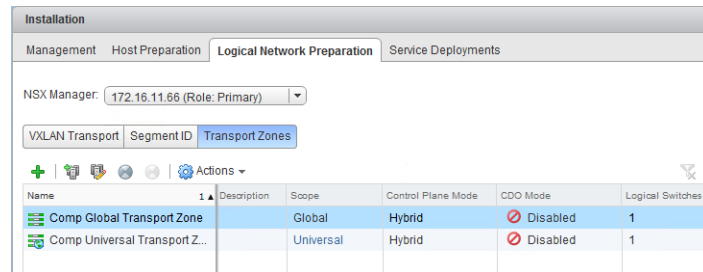 Installation
Management Host Preparation Logical Network Preparation Service Deployments
NSX Manager: 172.16.11.66 (Role: Primary)
VXLAN Transport Segment ID Transport Zones
Actions
Name 1 Description Scope Control Plane Mode CDO Mode Logical Switches
Comp Global Transport Zone Global Hybrid Disabled 1
Comp Universal Transport Z... Universal Hybrid Disabled 1